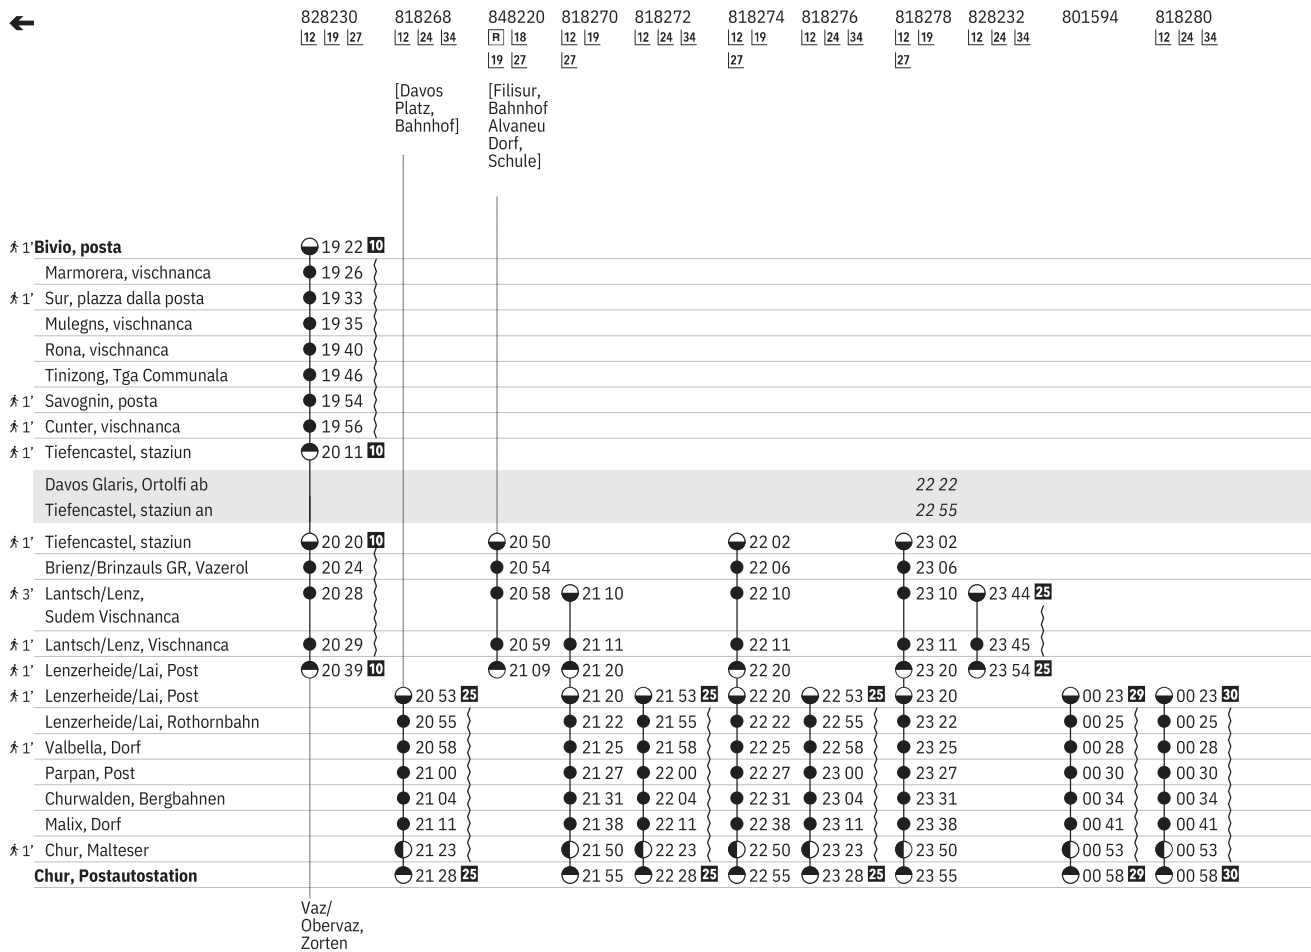 828230 818268 848220 818270 818272 818274 818276 818278 828232 801594 818280
12 19 27 12 24 34 R 18 12 19 12 24 34 12 19 12 24 34 12 19 12 24 34 12 24 34
19 27 27 27 27
[Davos [Filisur,
Platz, Bahnhof
Bahnhof] Alvaneu
Dorf,
Schule]
1’ Bivio, posta 19 22 10
Marmorera, vischnanca 19 26
1’ Sur, plazza dalla posta 19 33
Mulegns, vischnanca 19 35
Rona, vischnanca 19 40
Tinizong, Tga Communala 19 46
1’ Savognin, posta 19 54
1’ Cunter, vischnanca 19 56
1’ Tiefencastel, staziun 20 11 10
Davos Glaris, Ortolfi ab 22 22
Tiefencastel, staziun an 22 55
1’ Tiefencastel, staziun 20 20 10 20 50 22 02 23 02
Brienz/Brinzauls GR, Vazerol 20 24 20 54 22 06 23 06
3’ Lantsch/Lenz, 20 28 20 58 21 10 22 10 23 10 23 44 25
Sudem Vischnanca
1’ Lantsch/Lenz, Vischnanca 20 29 20 59 21 11 22 11 23 11 23 45
1’ Lenzerheide/Lai, Post 20 39 10 21 09 21 20 22 20 23 20 23 54 25
1’ Lenzerheide/Lai, Post 20 53 25 21 20 21 53 25 22 20 22 53 25 23 20 00 23 29 00 23 30
Lenzerheide/Lai, Rothornbahn 20 55 21 22 21 55 22 22 22 55 23 22 00 25 00 25
1’ Valbella, Dorf 20 58 21 25 21 58 22 25 22 58 23 25 00 28 00 28
Parpan, Post 21 00 21 27 22 00 22 27 23 00 23 27 00 30 00 30
Churwalden, Bergbahnen 21 04 21 31 22 04 22 31 23 04 23 31 00 34 00 34
Malix, Dorf 21 11 21 38 22 11 22 38 23 11 23 38 00 41 00 41
1’ Chur, Malteser 21 23 21 50 22 23 22 50 23 23 23 50 00 53 00 53
Chur, Postautostation 21 28 25 21 55 22 28 25 22 55 23 28 25 23 55 00 58 29 00 58 30
Vaz/
Obervaz,
Zorten